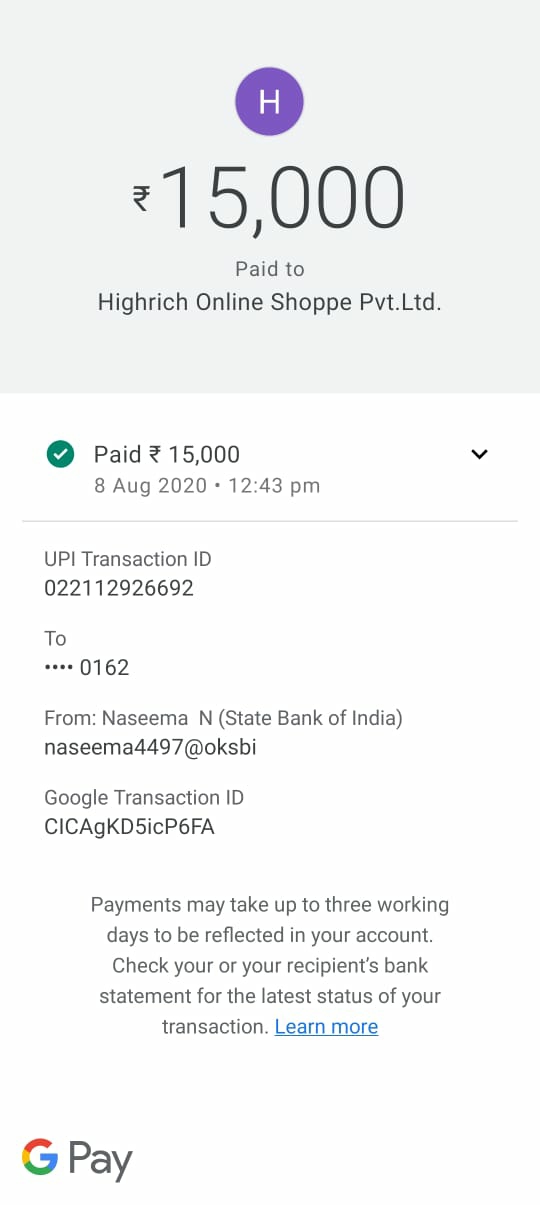 H
₹15,000
Paid to
Highrich Online Shoppe Pvt.Ltd.
Paid ₹ 15,000
8 Aug 2020 • 12:43 pm
UPI Transaction ID
022112926692
To
•••• 0162
From: Naseema  N (State Bank of India)
naseema4497@oksbi
Google Transaction ID
CICAgKD5icP6FA
Payments may take up to three working
days to be reflected in your account.
Check your or your recipient's bank
statement for the latest status of your
transaction. Learn more
G Pay